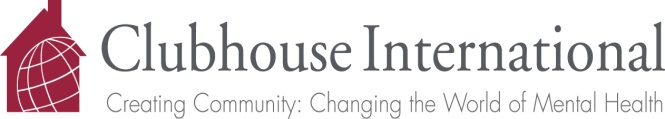 Clubhouse International
Creating Community: Changing the World of Mental Health